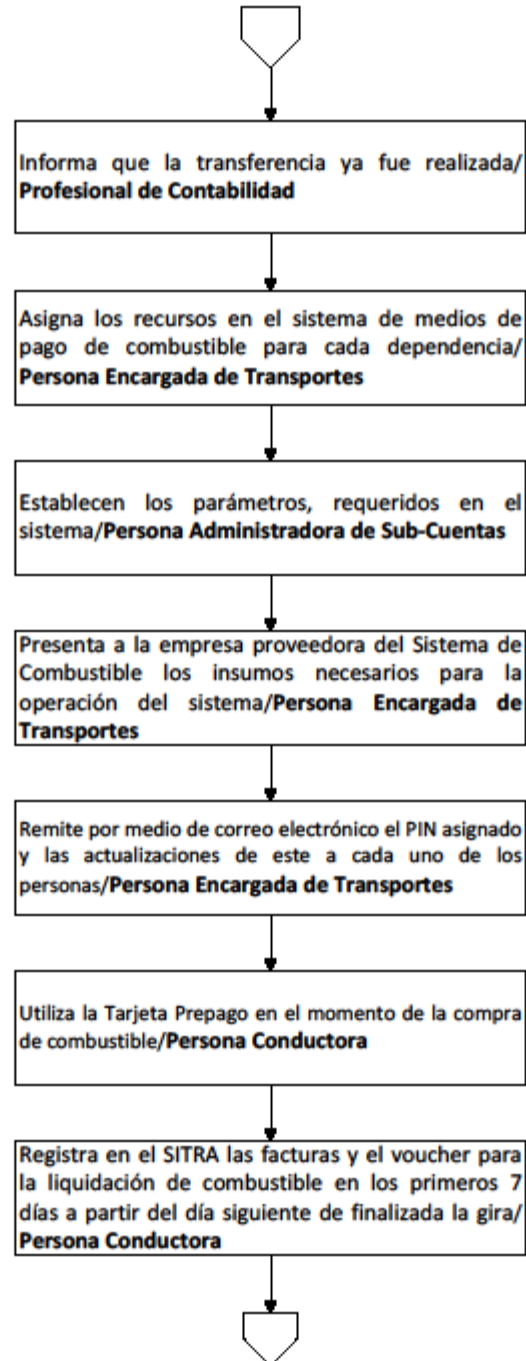 Informa que la transferencia ya fue realizada/
Profesional de Contabilidad
Asigna los recursos en el sistema de medios de
pago de combustible para cada dependencia/
Persona Encargada de Transportes
Establecen los parámetros, requeridos en el
sistema/Persona Administradora de Sub-Cuentas
Presenta a la empresa proveedora del Sistema de
Combustible los insumos necesarios para la
operación del sistema/Persona Encargada de
Transportes
Remite por medio de correo electrónico el PIN asignado
y las actualizaciones de este a cada uno de los
personas/Persona Encargada de Transportes
Utiliza la Tarjeta Prepago en el momento de la compra
de combustible/Persona Conductora
Registra en el SITRA las facturas y el voucher para
la liquidación de combustible en los primeros 7
días a partir del día siguiente de finalizada la gira/
Persona Conductora